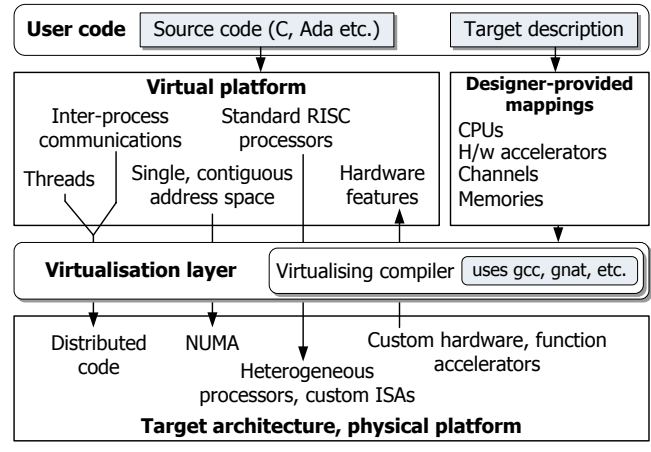 User code
Source code (C, Ada etc.)
Target description
Virtual platform
Inter-process
communications
Standard RISC
processors
Threads
Single, contiguous
address space
Hardware
features
Designer-provided
mappings
CPUs
H/w accelerators
Channels
Memories
Virtualisation layer
Virtualising compiler
uses gcc, gnat, etc.
Distributed
code
NUMA
Heterogeneous
processors, custom ISAs
Custom hardware, function
accelerators
Target architecture, physical platform